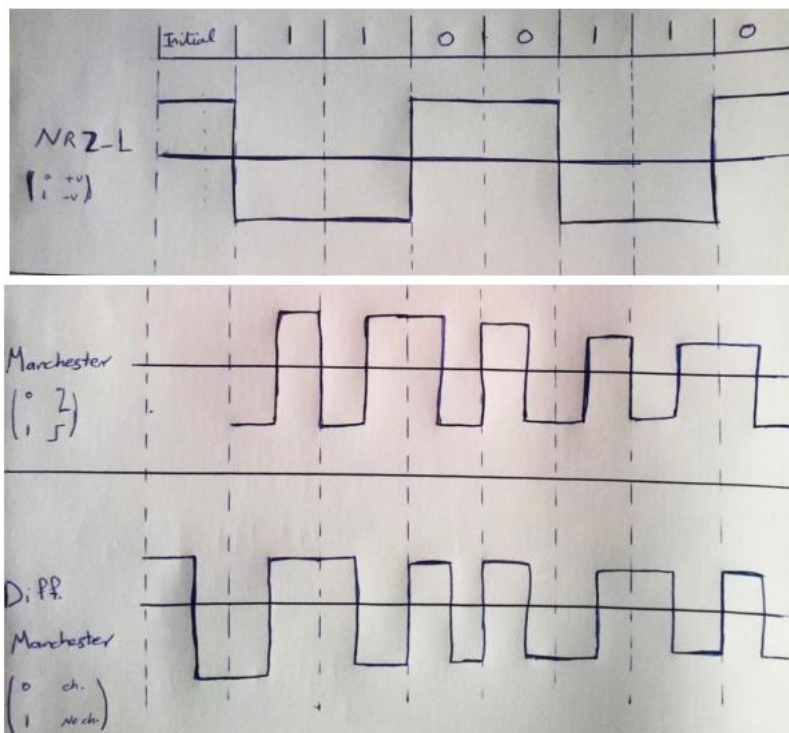 Initial 1 1 0 0 1 1 0
NRZ-L
(0 +v
1 -v)
Manchester
(0
1 )
Diff.
Manchester
(0 ch.
1 No ch.)